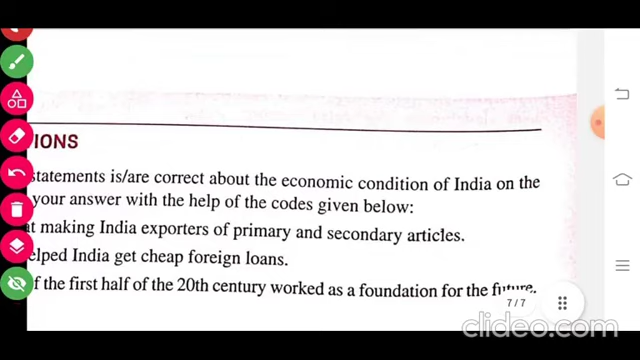 IONS
statements is/are correct about the economic condition of India on the
your answer with the help of the codes given below:
at making India exporters of primary and secondary articles.
elped India get cheap foreign loans.
f the first half of the 20th century worked as a foundation for the future.
7/7
clideo.com